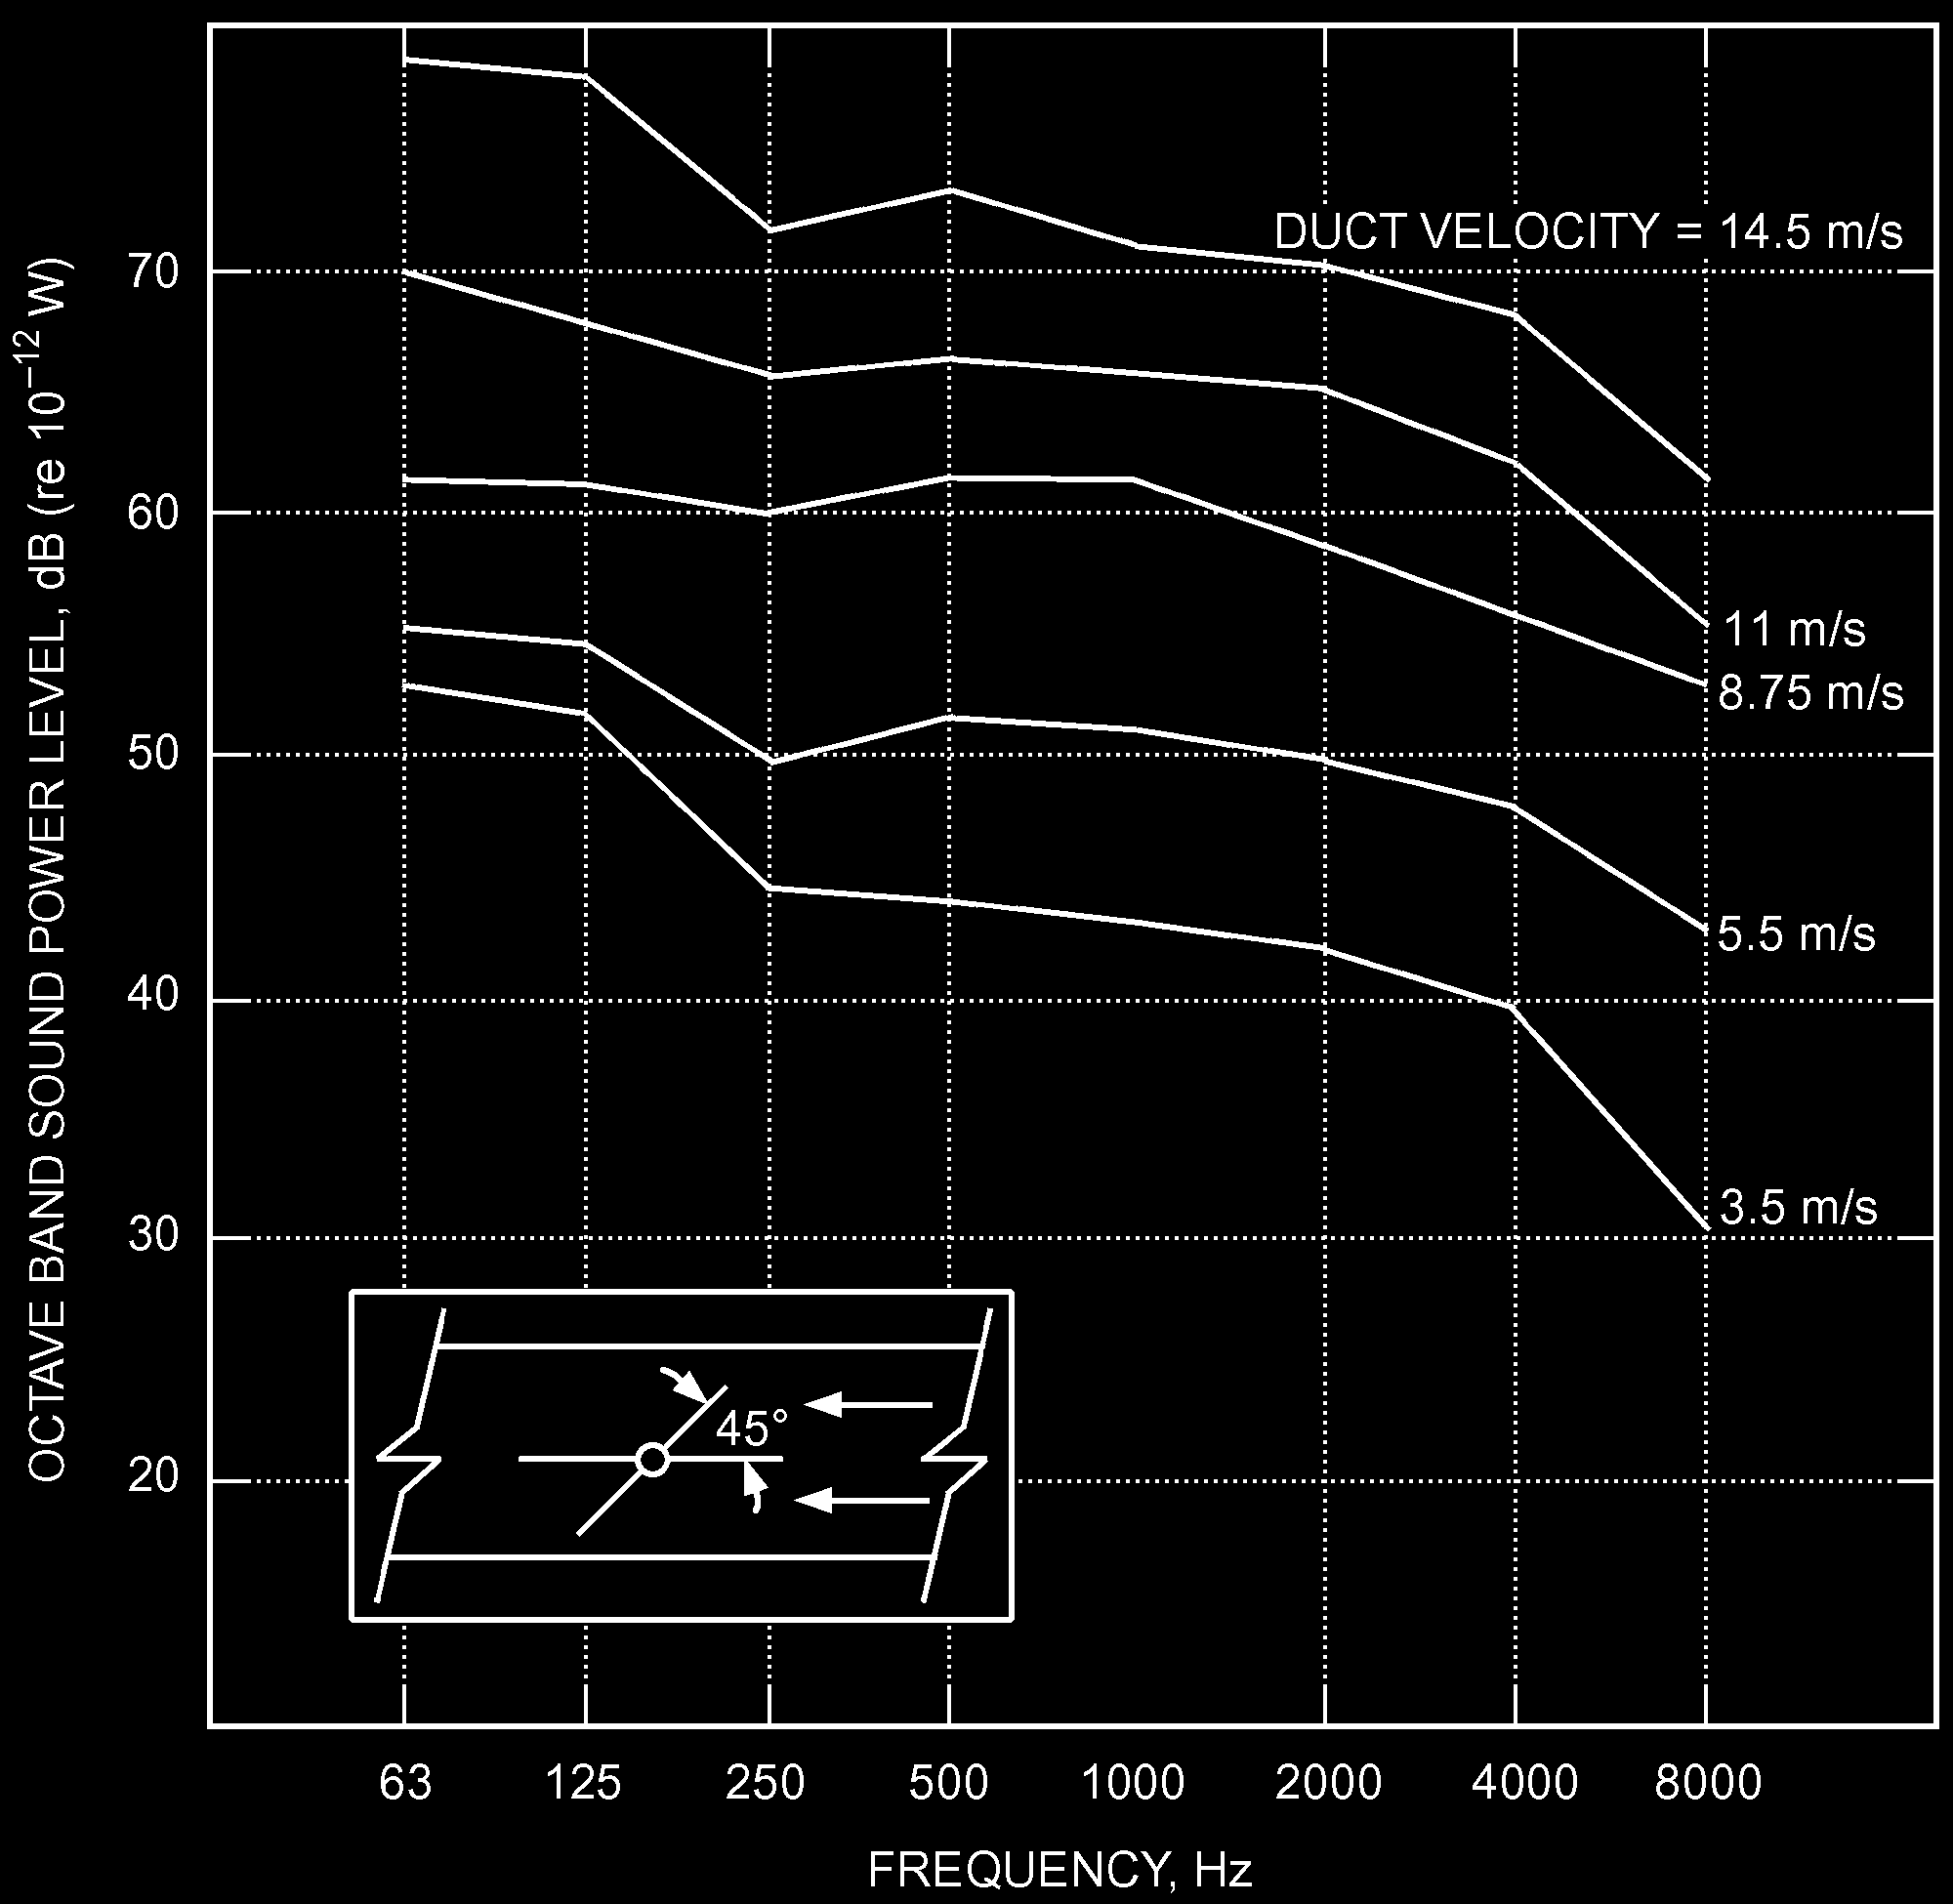 OCTAVE BAND SOUND POWER LEVEL, dB (re 10⁻¹² W)
70
60
50
40
30
20
DUCT VELOCITY = 14.5 m/s
11 m/s
8.75 m/s
5.5 m/s
3.5 m/s
45°
63 125 250 500 1000 2000 4000 8000
FREQUENCY, Hz